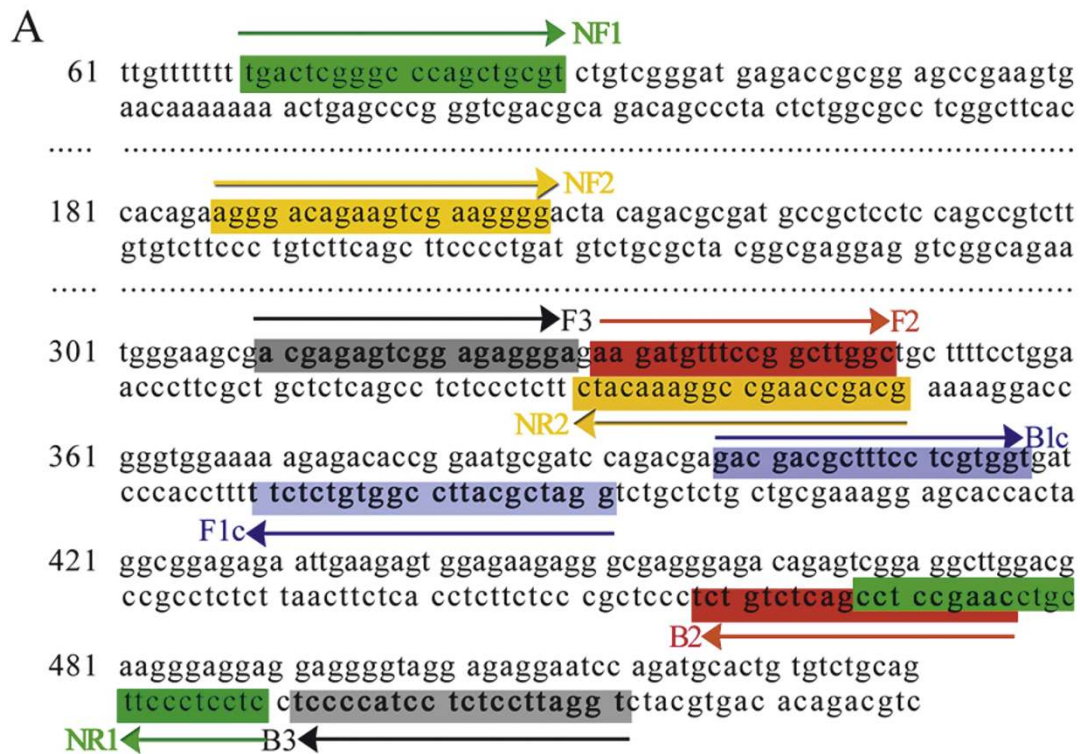 A
NF1
61 ttgttttttt tgactcgggc ccagctgcgt ctgtcgggat gagaccgcgg agccgaagtg
aacaaaaaaa actgagcccg ggtcgacgca gacagcccta ctctggcgcc tcggcttcac
..... ........................................................................
NF2
181 cacagaaggg acagaagtcg aaggggacta cagacgcgat gccgctcctc cagccgtctt
gtgtcttccc tgtcttcagc ttcccctgat gtctgcgcta cggcgaggag gtcggcagaa
..... ........................................................................
F3 F2
301 tgggaagcga cgagagtcgg agagggagaa gatgtttccg gcttggctgc ttttcctgga
acccttcgct gctctcagcc tctccctctt ctacaaaggc cgaaccgacg aaaaggacc
NR2 B1c
361 gggtggaaaa agagacaccg gaatgcgatc cagacgagac gacgctttcc tcgtggtgat
cccacctttt tctctgtggc cttacgctag gtctgctctg ctgcgaaagg agcaccacta
F1c
421 ggcggagaga attgaagagt ggagaagagg gcgagggaga cagagtcgga ggcttggacg
ccgcctctct taacttctca cctcttctcc cgctccctct gtctcagcct ccgaacctgc
B2
481 aagggaggag gaggggtagg agaggaatcc agatgcactg tgtctgcag
ttccctcctc ctccccatcc tctccttaggt ctacgtgac acagacgtc
NR1 B3